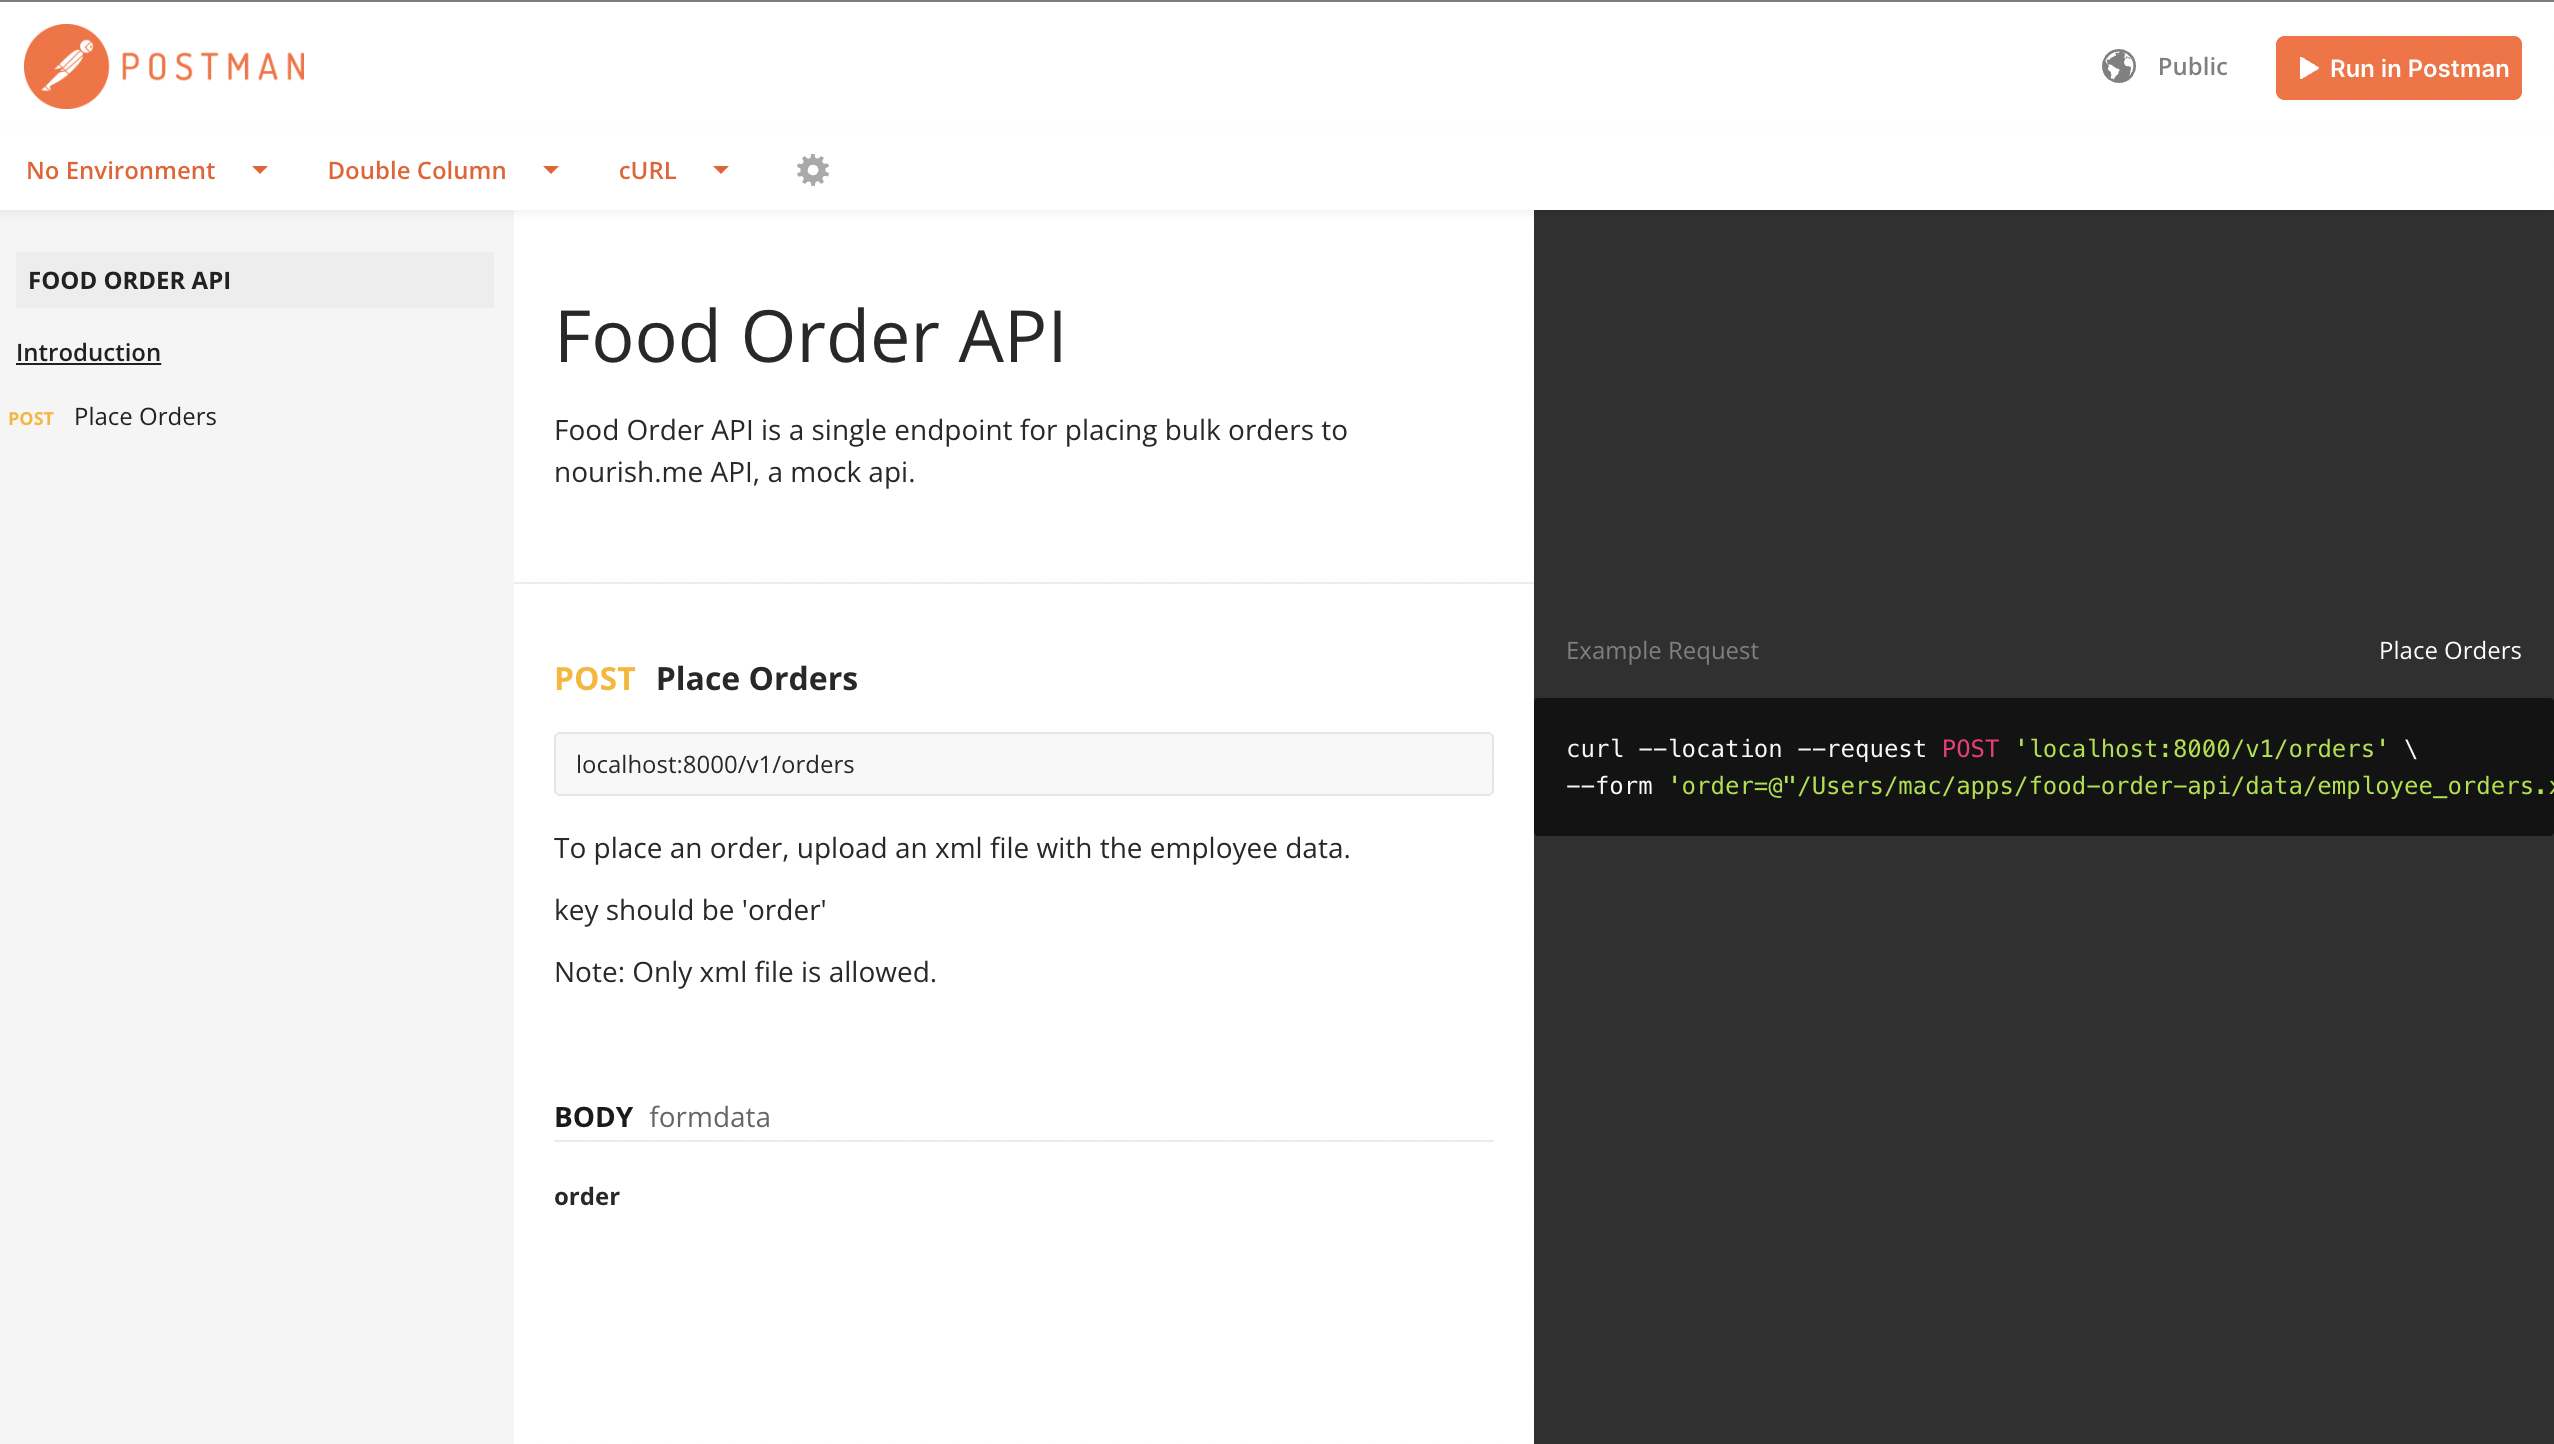 POSTMAN
Public
Run in Postman
No Environment
Double Column
cURL
FOOD ORDER API
Introduction
POST Place Orders
Food Order API
Food Order API is a single endpoint for placing bulk orders to
nourish.me API, a mock api.
POST Place Orders
localhost:8000/v1/orders
To place an order, upload an xml file with the employee data.
key should be 'order'
Note: Only xml file is allowed.
BODY formdata
order
Example Request
Place Orders
curl --location --request POST 'localhost:8000/v1/orders' \
--form 'order=@"/Users/mac/apps/food-order-api/data/employee_orders.x